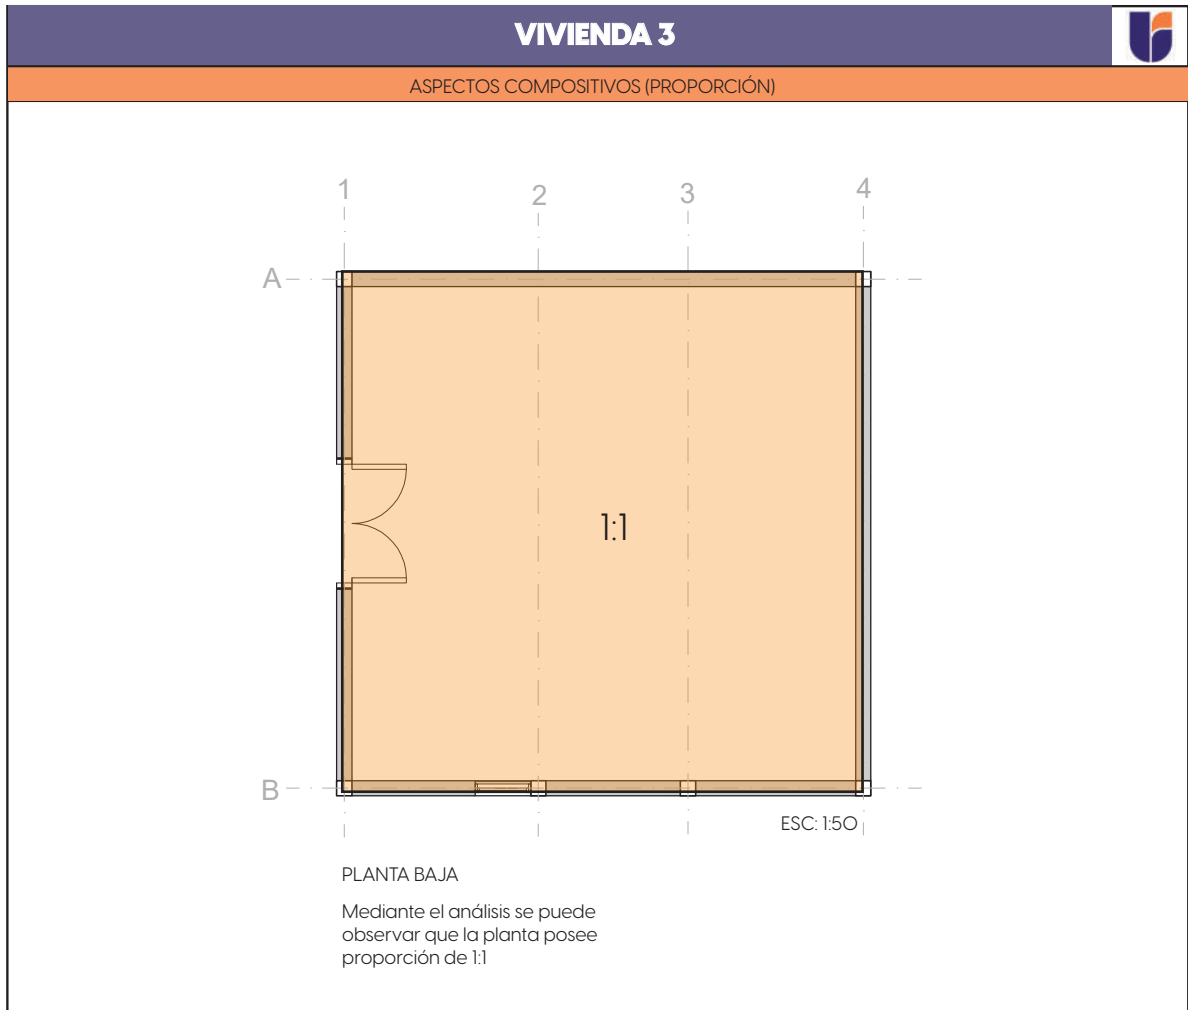 VIVIENDA 3
ASPECTOS COMPOSITIVOS (PROPORCIÓN)
1
2
3
4
A
1:1
B
ESC: 1:50
PLANTA BAJA
Mediante el análisis se puede
observar que la planta posee
proporción de 1:1